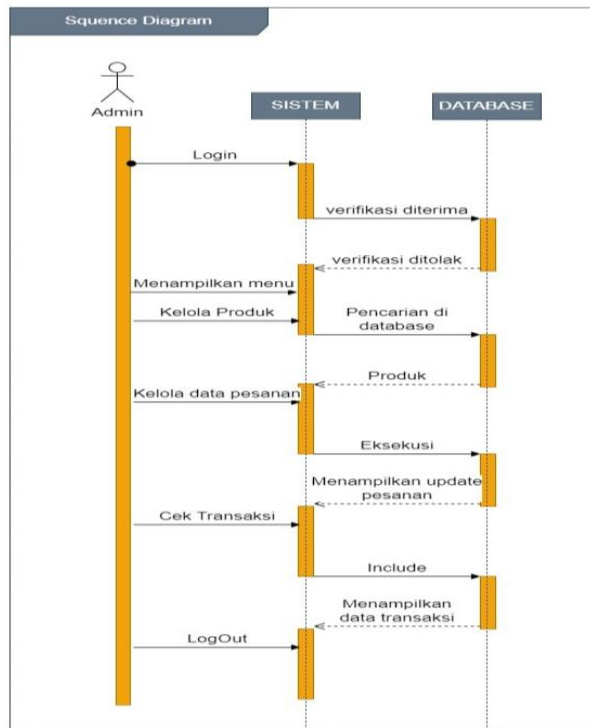 Squence Diagram
Admin
SISTEM
DATABASE
Login
verifikasi diterima
verifikasi ditolak
Menampilkan menu
Kelola Produk
Pencarian di
database
Produk
Kelola data pesanan
Eksekusi
Menampilkan update
pesanan
Cek Transaksi
Include
Menampilkan
data transaksi
LogOut